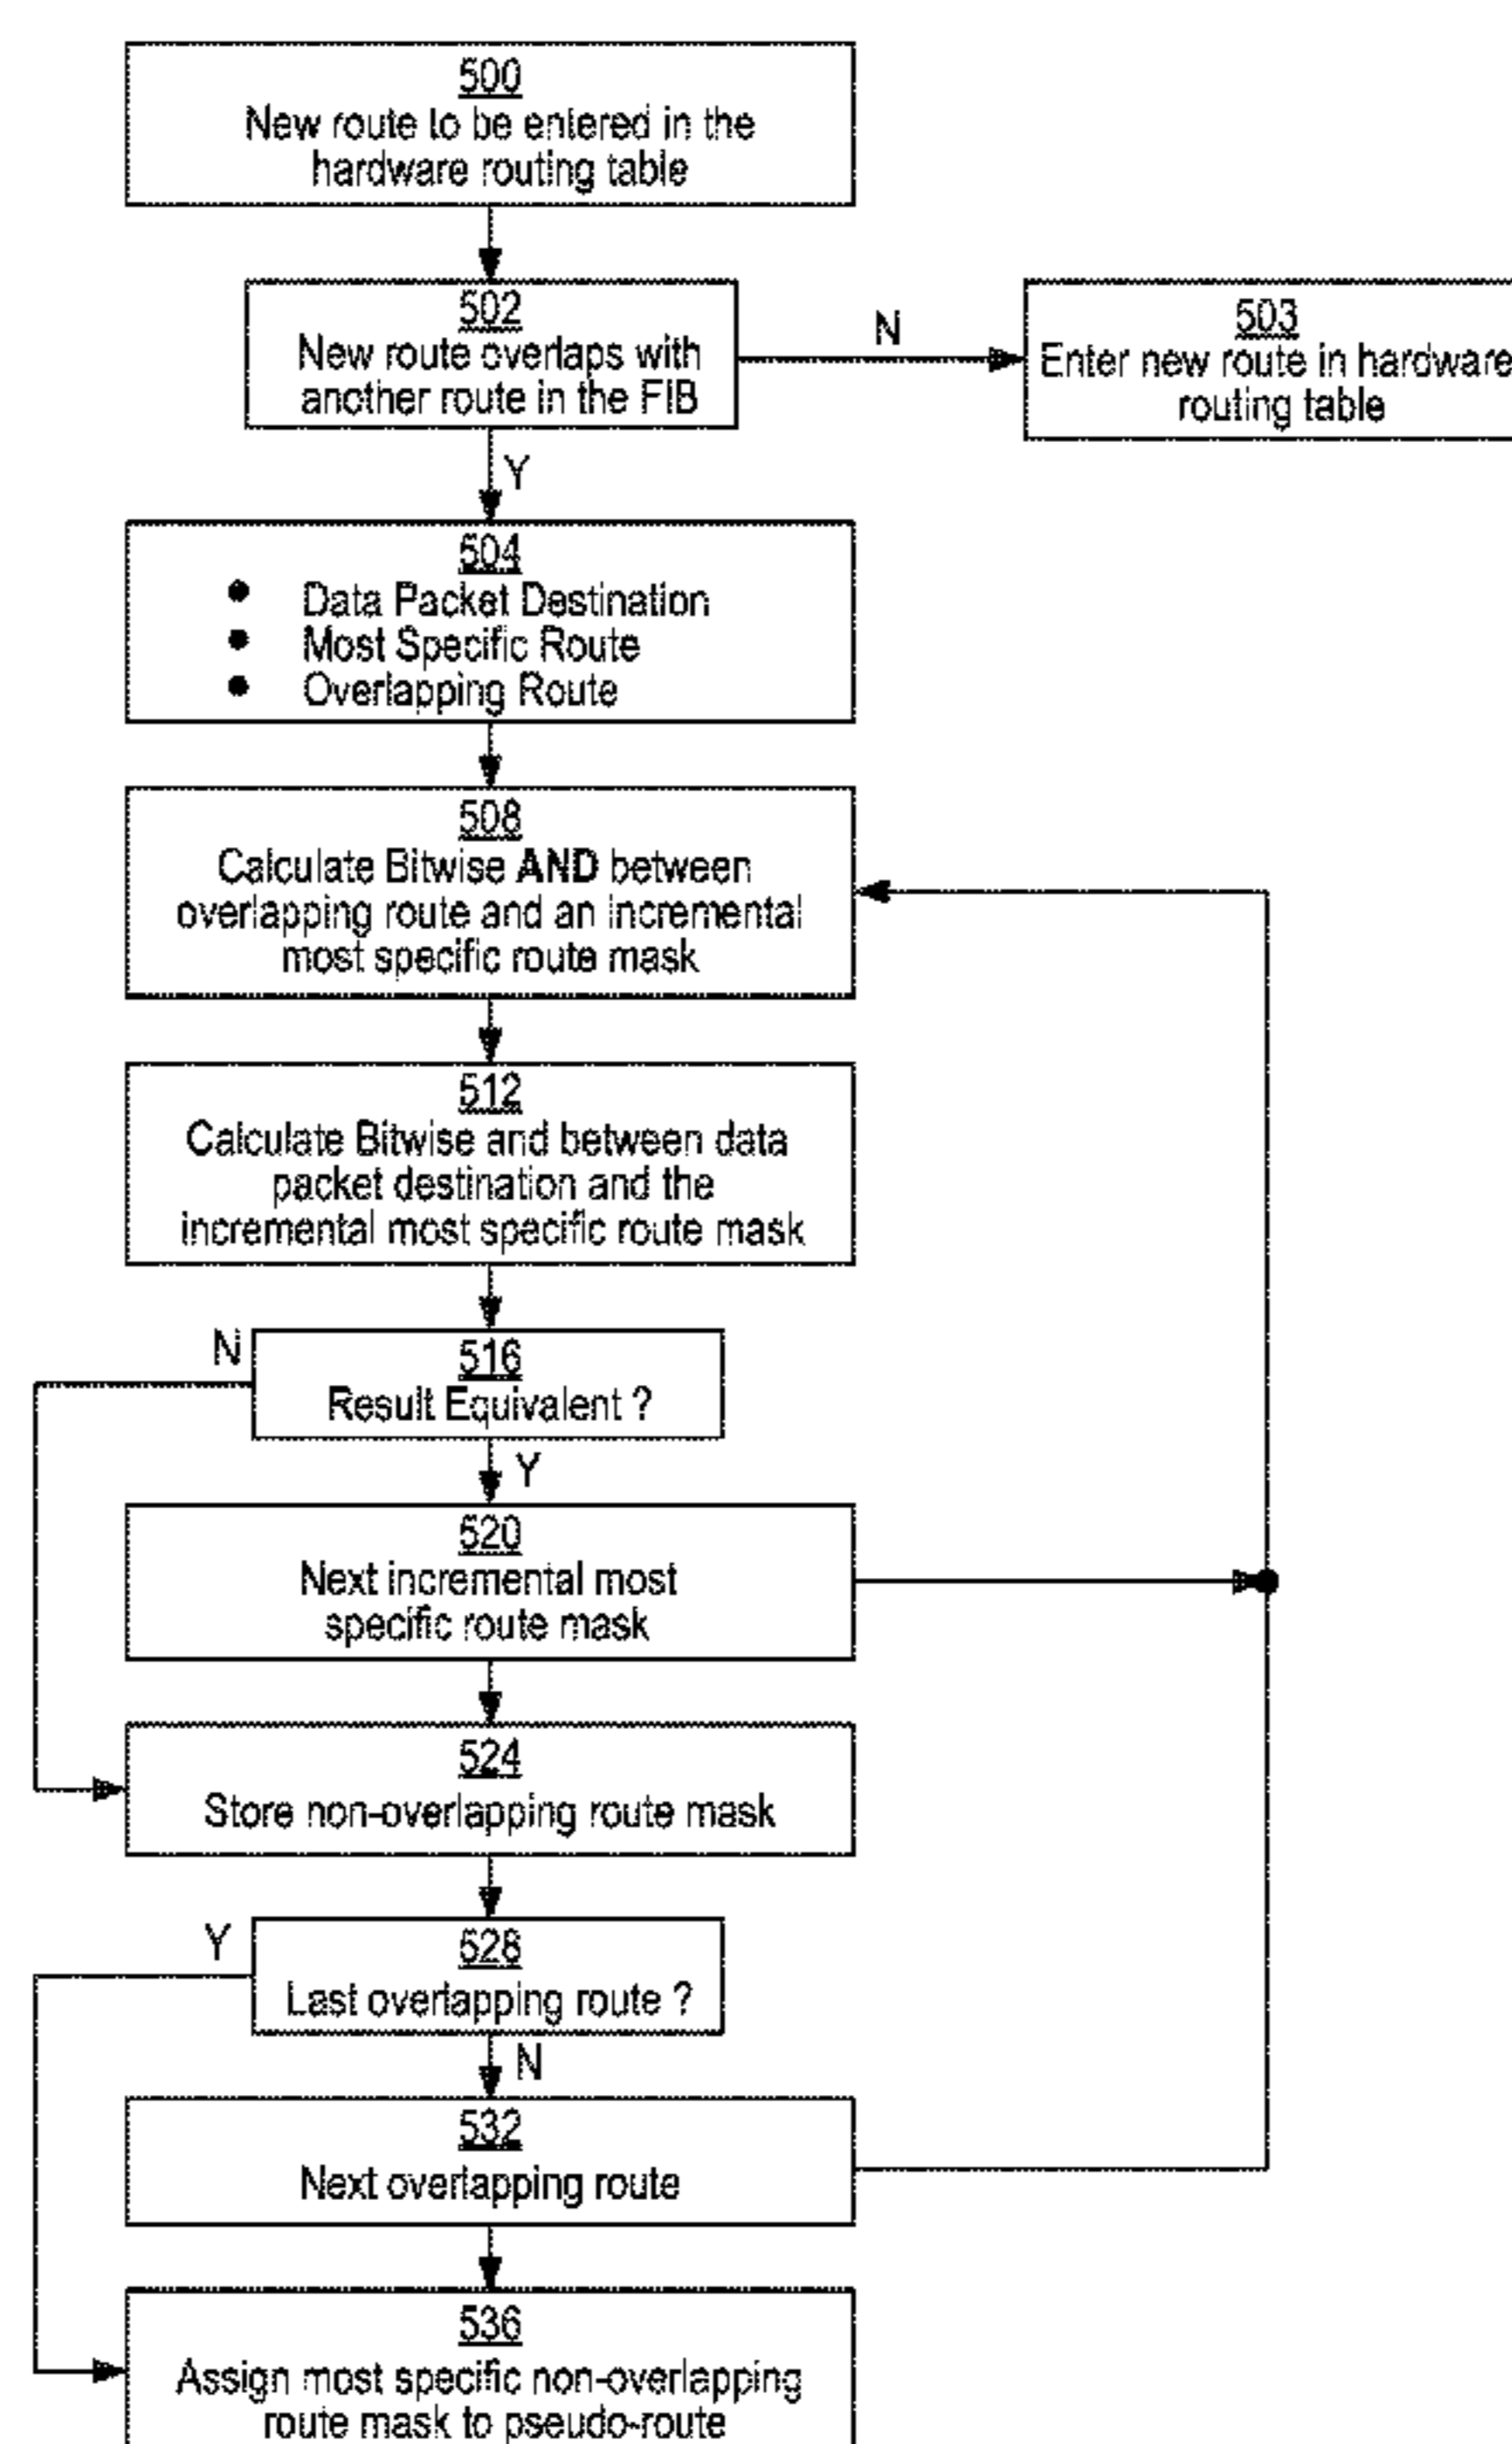 500
New route to be entered in the
hardware routing table
502
New route overlaps with
another route in the FIB
N
503
Enter new route in hardware
routing table
Y
504
• Data Packet Destination
• Most Specific Route
• Overlapping Route
508
Calculate Bitwise AND between
overlapping route and an incremental
most specific route mask
512
Calculate Bitwise and between data
packet destination and the
incremental most specific route mask
N
516
Result Equivalent ?
Y
520
Next incremental most
specific route mask
524
Store non-overlapping route mask
Y
528
Last overlapping route ?
N
532
Next overlapping route
536
Assign most specific non-overlapping
route mask to pseudo-route